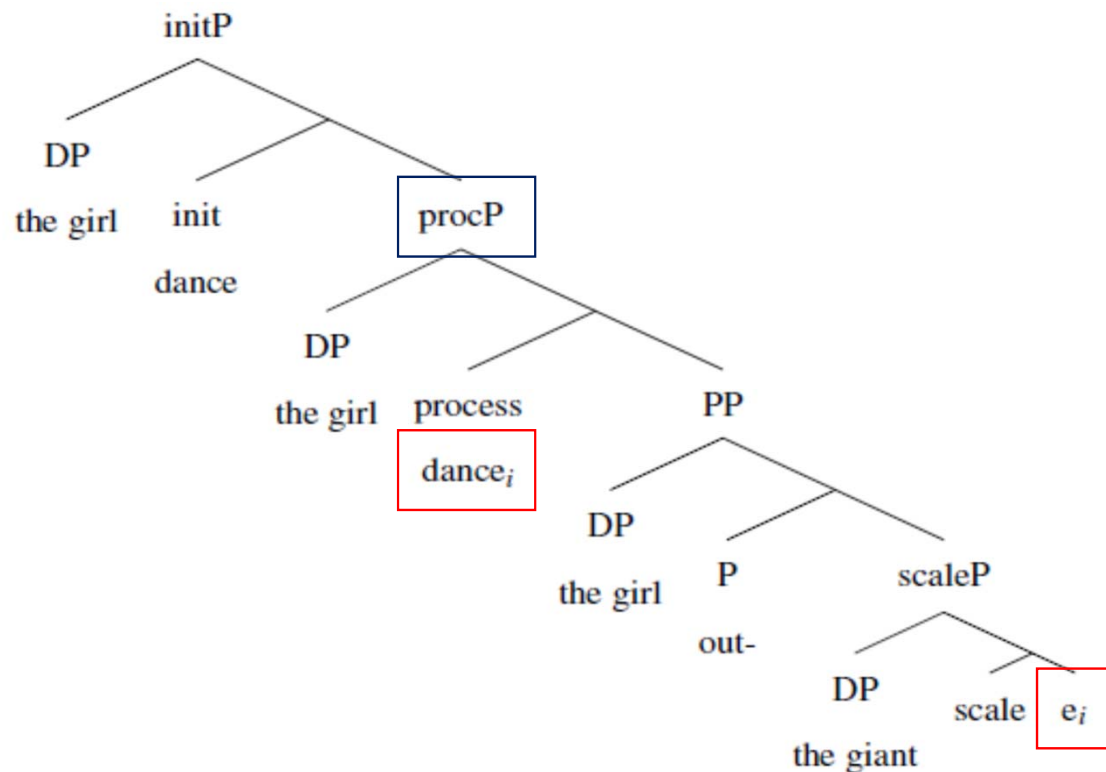 initP
DP
the girl
init
dance
procP
DP
the girl
process
danceᵢ
PP
DP
the girl
P
out-
scaleP
DP
the giant
scale
eᵢ